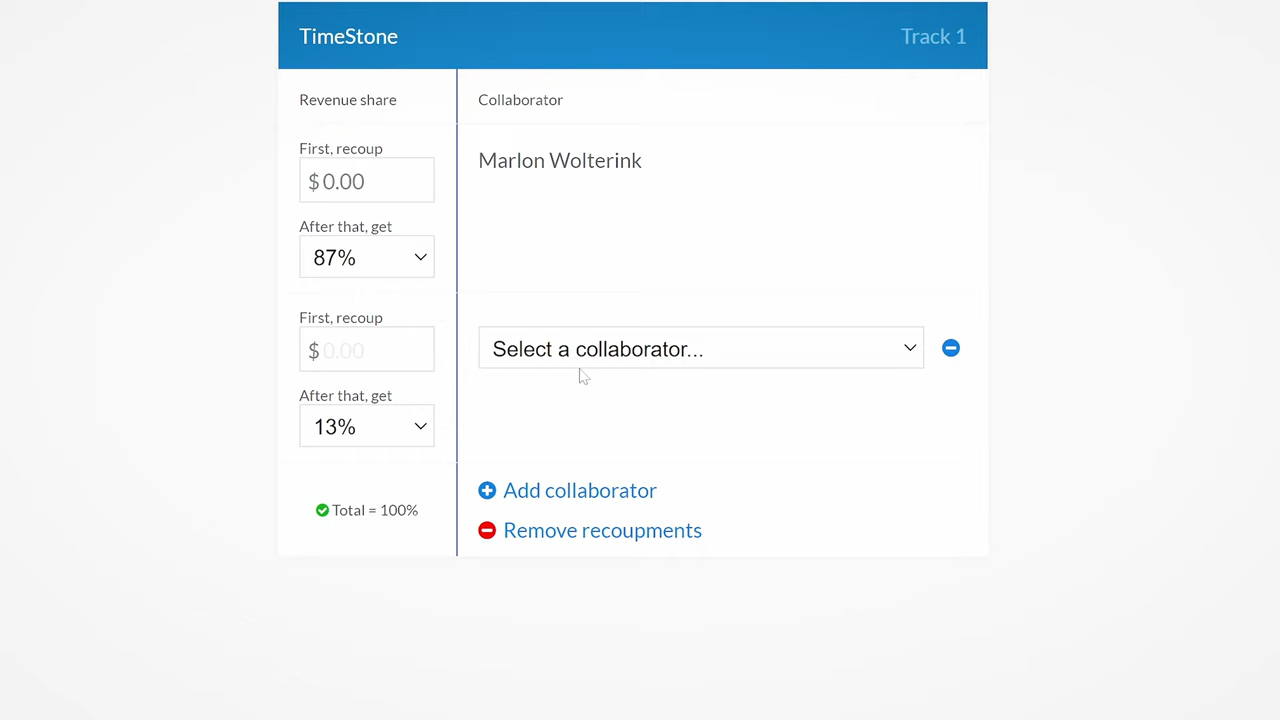 TimeStone
Track 1
Revenue share
Collaborator
First, recoup
$0.00
Marlon Wolterink
After that, get
87%
First, recoup
$0.00
Select a collaborator...
After that, get
13%
Total = 100%
Add collaborator
Remove recoupments